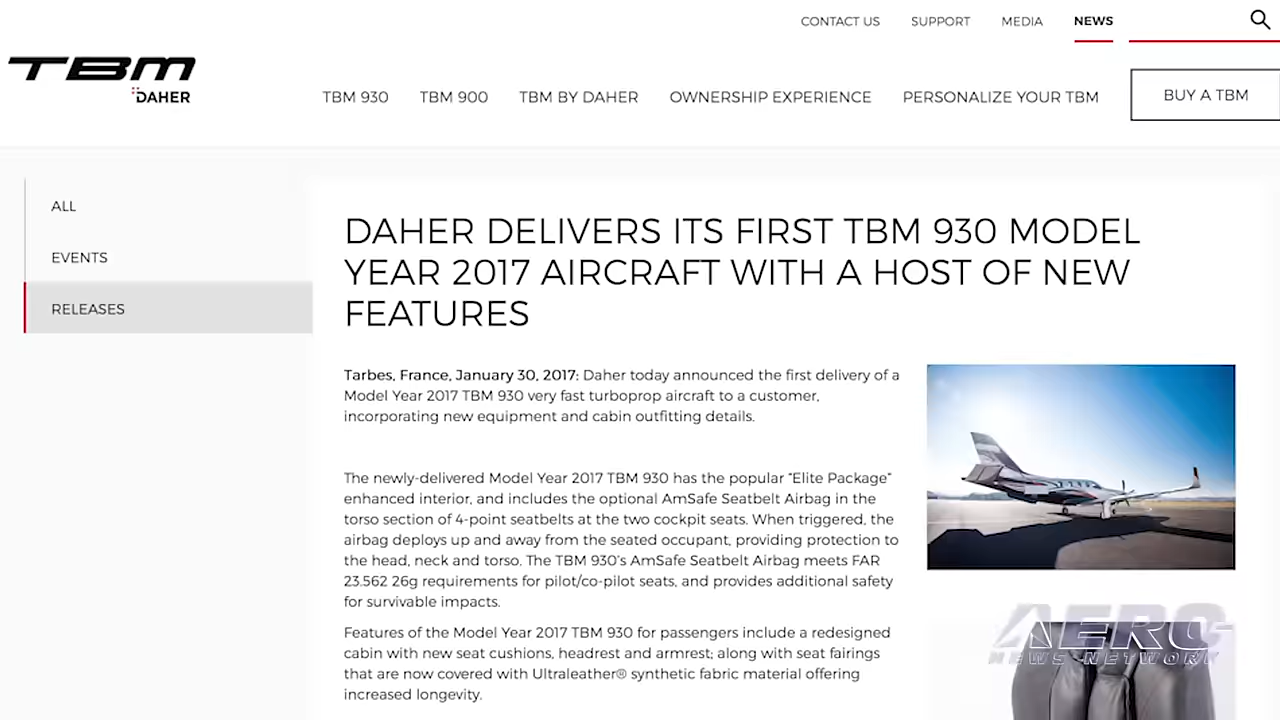 CONTACT US SUPPORT MEDIA NEWS
TBM
DAHER
TBM 930 TBM 900 TBM BY DAHER OWNERSHIP EXPERIENCE PERSONALIZE YOUR TBM BUY A TBM
ALL
EVENTS
RELEASES
DAHER DELIVERS ITS FIRST TBM 930 MODEL
YEAR 2017 AIRCRAFT WITH A HOST OF NEW
FEATURES
Tarbes, France, January 30, 2017: Daher today announced the first delivery of a
Model Year 2017 TBM 930 very fast turboprop aircraft to a customer,
incorporating new equipment and cabin outfitting details.
The newly-delivered Model Year 2017 TBM 930 has the popular “Elite Package”
enhanced interior, and includes the optional AmSafe Seatbelt Airbag in the
torso section of 4-point seatbelts at the two cockpit seats. When triggered, the
airbag deploys up and away from the seated occupant, providing protection to
the head, neck and torso. The TBM 930’s AmSafe Seatbelt Airbag meets FAR
23.562 26g requirements for pilot/co-pilot seats, and provides additional safety
for survivable impacts.
Features of the Model Year 2017 TBM 930 for passengers include a redesigned
cabin with new seat cushions, headrest and armrest; along with seat fairings
that are now covered with Ultraleather® synthetic fabric material offering
increased longevity.
AERO
NEWS NETWORK